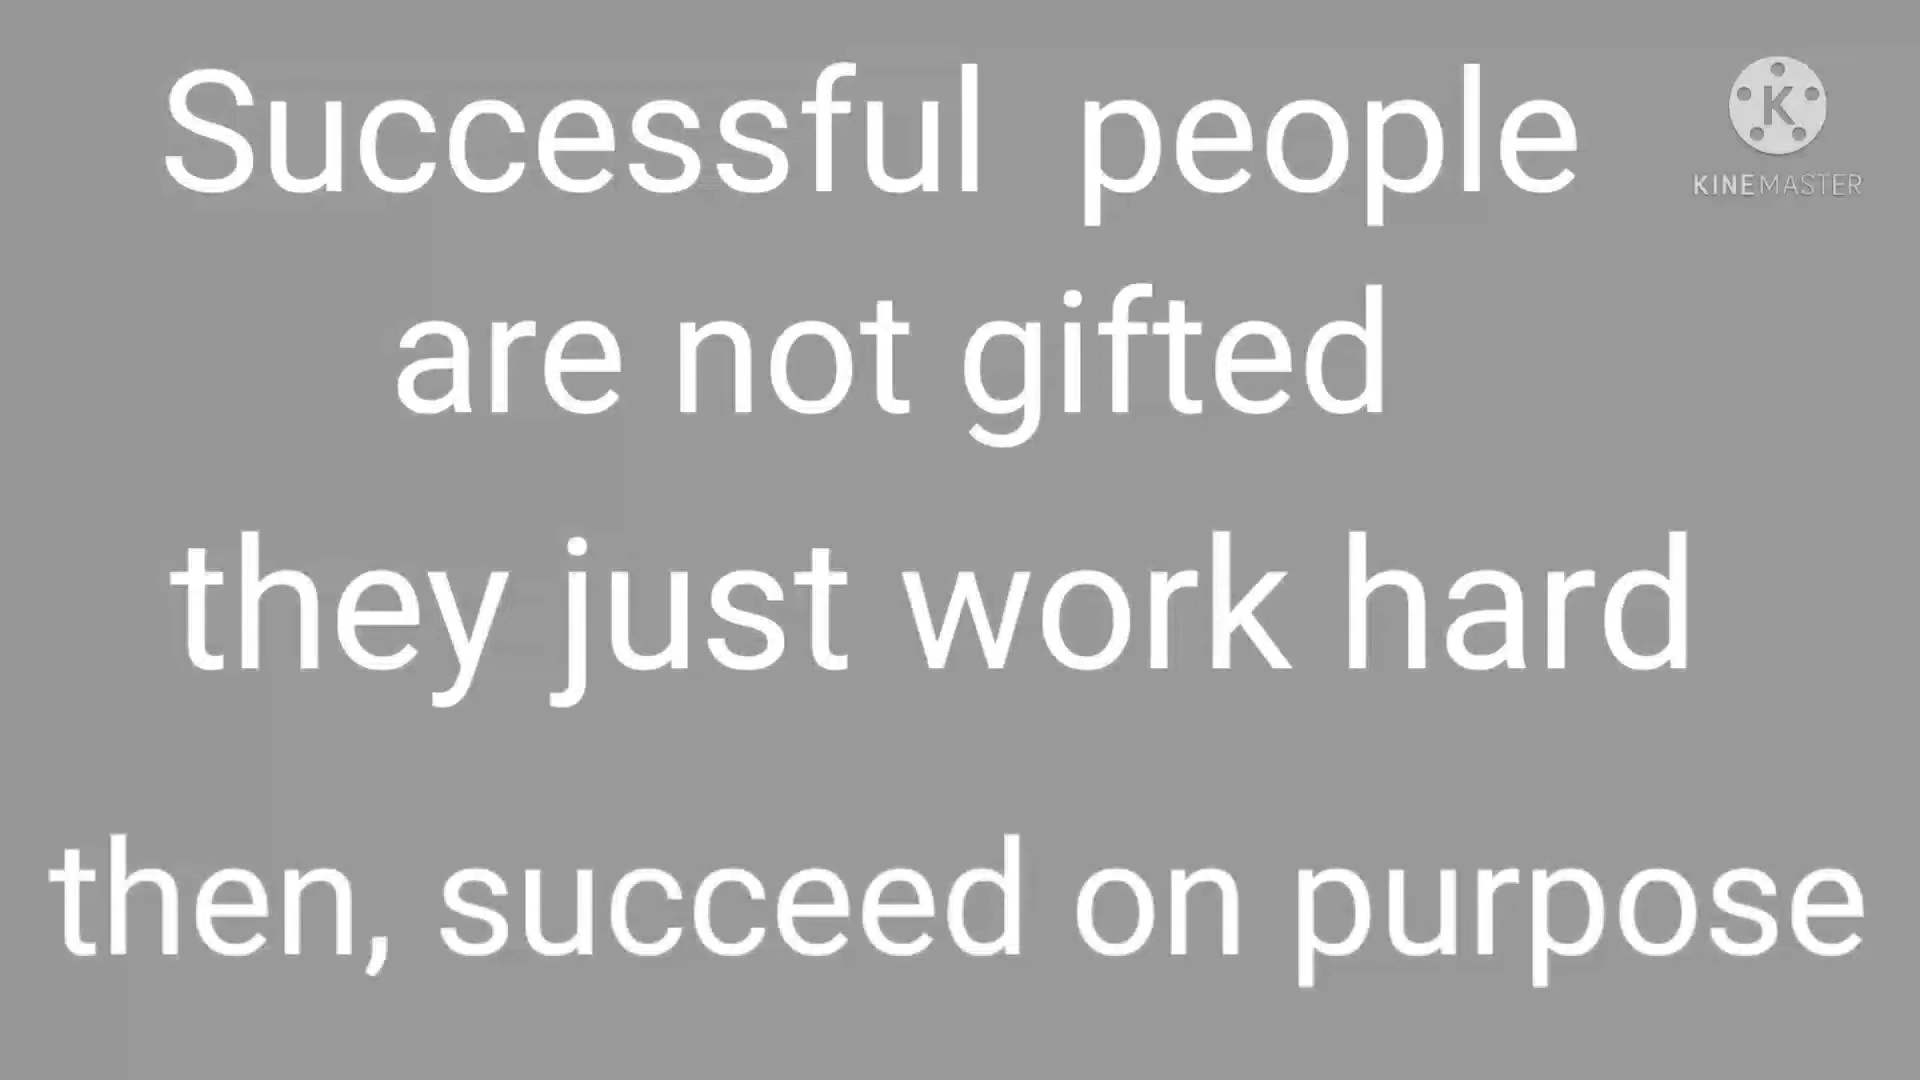 Successful people
K
KINEMASTER
are not gifted
they just work hard
then, succeed on purpose